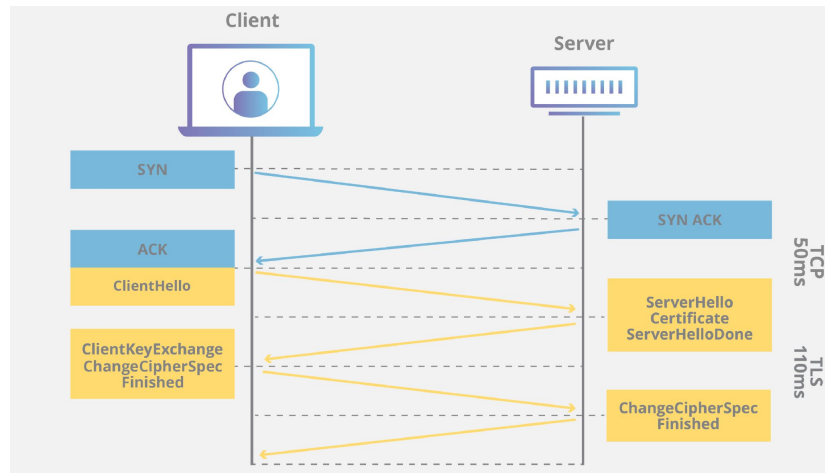 Client
Server
SYN
SYN ACK
ACK
ClientHello
ServerHello
Certificate
ServerHelloDone
ClientKeyExchange
ChangeCipherSpec
Finished
ChangeCipherSpec
Finished
TCP
50ms
TLS
110ms